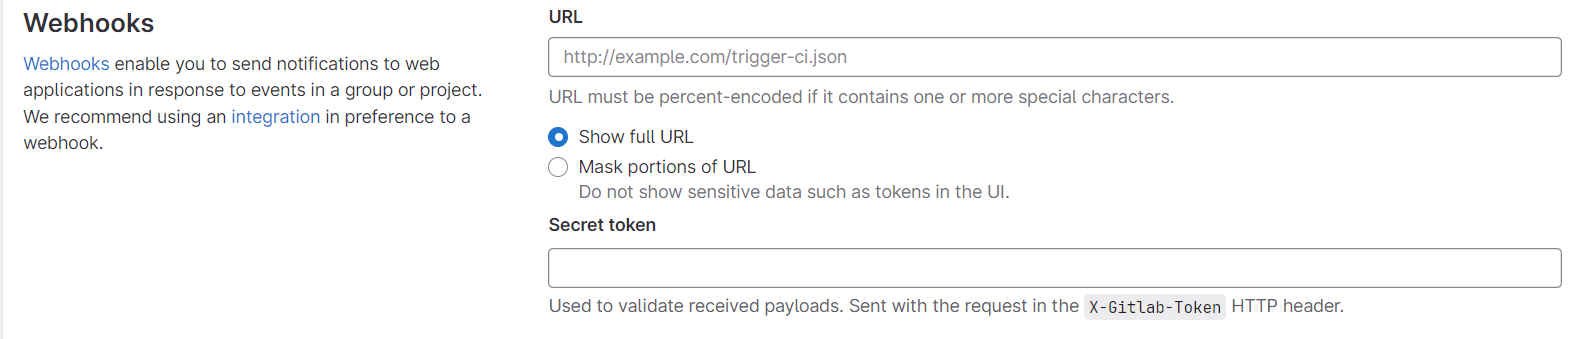 Webhooks
Webhooks enable you to send notifications to web
applications in response to events in a group or project.
We recommend using an integration in preference to a
webhook.
URL
http://example.com/trigger-ci.json
URL must be percent-encoded if it contains one or more special characters.
Show full URL
Mask portions of URL
Do not show sensitive data such as tokens in the UI.
Secret token
Used to validate received payloads. Sent with the request in the X-Gitlab-Token HTTP header.